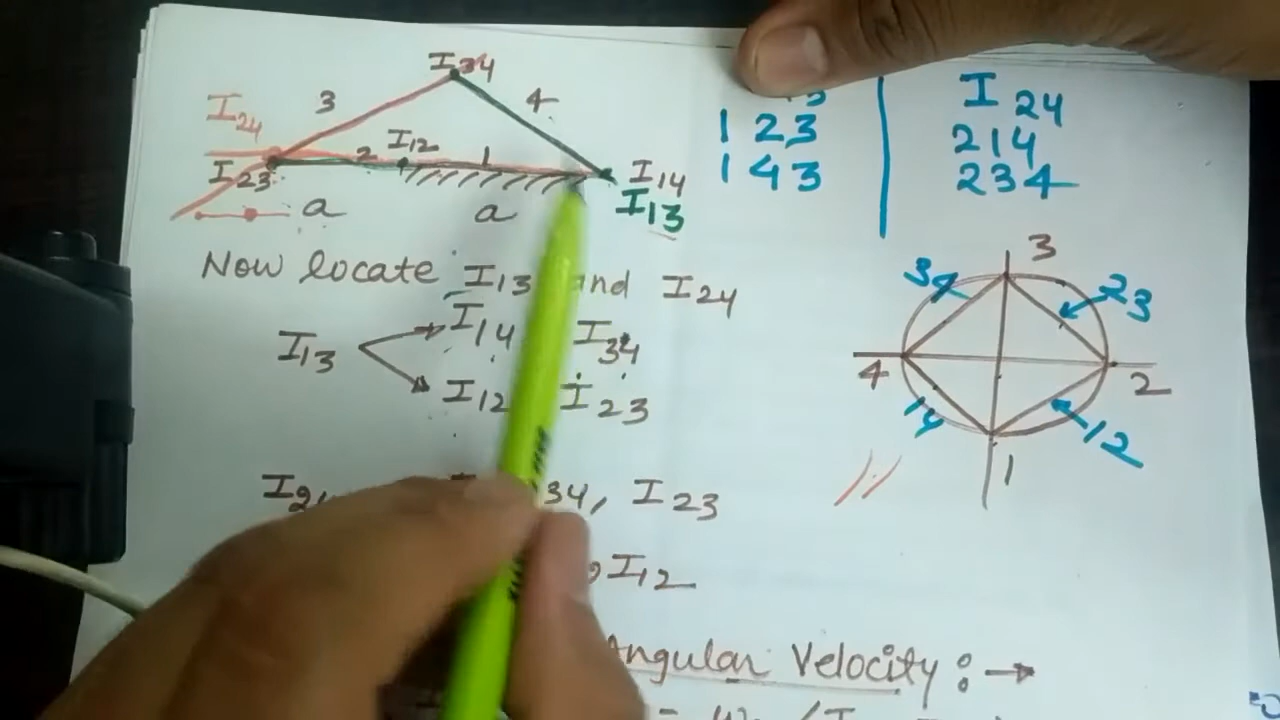 I34
3
4
I24
I12
2
1
I23
I14
I13
a
a
Now locate I13 and I24
I13
I14 I34
I12 I23
34, I23
I12
Angular Velocity :→
123
143
I24
214
234
3
34
23
4
2
14
12
1